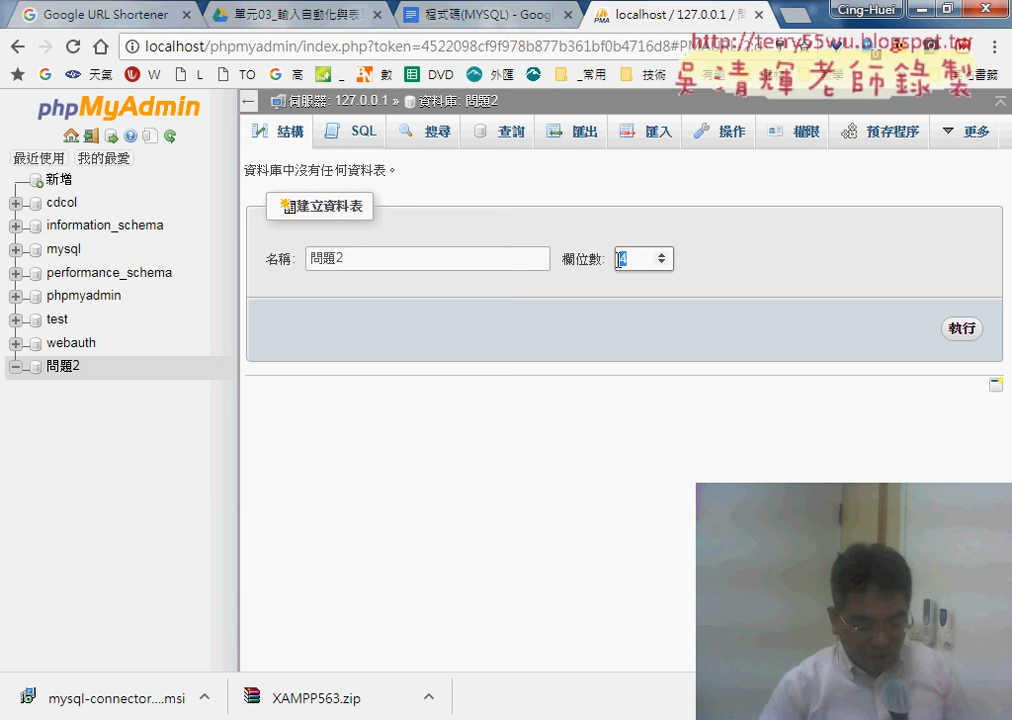 Google URL Shortener
單元03_輸入自動化與表
程式碼(MYSQL) - Goog
localhost / 127.0.0.1 / 問
Cing-Huei
localhost/phpmyadmin/index.php?token=4522098cf9f978b877b361bf0b4716d8#PMAURL
http://terry55wu.blogspot.tw
天氣
W
L
TO
高
數
DVD
外匯
_常用
技術
書籤
吳清輝老師錄製
phpMyAdmin
伺服器: 127.0.0.1 » 資料庫: 問題2
結構
SQL
搜尋
查詢
匯出
匯入
操作
權限
預存程序
更多
最近使用
我的最愛
新增
cdcol
information_schema
mysql
performance_schema
phpmyadmin
test
webauth
問題2
資料庫中沒有任何資料表。
建立資料表
名稱: 問題2
欄位數: 4
執行
mysql-connector....msi
XAMPP563.zip